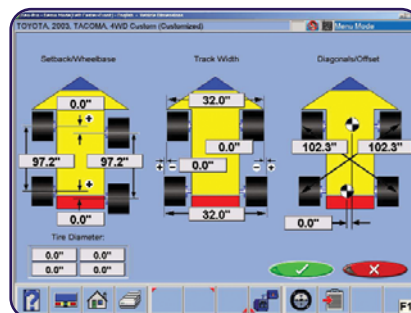 Menu Mode
TOYOTA, 2003, TACOMA, 4WD Custom (Customized)
Setback/Wheelbase
Track Width
Diagonals/Offset
0.0"
32.0"
0.0"
97.2"
97.2"
102.3"
102.3"
0.0"
0.0"
32.0"
0.0"
Tire Diameter:
0.0"
0.0"
0.0"
0.0"
F1